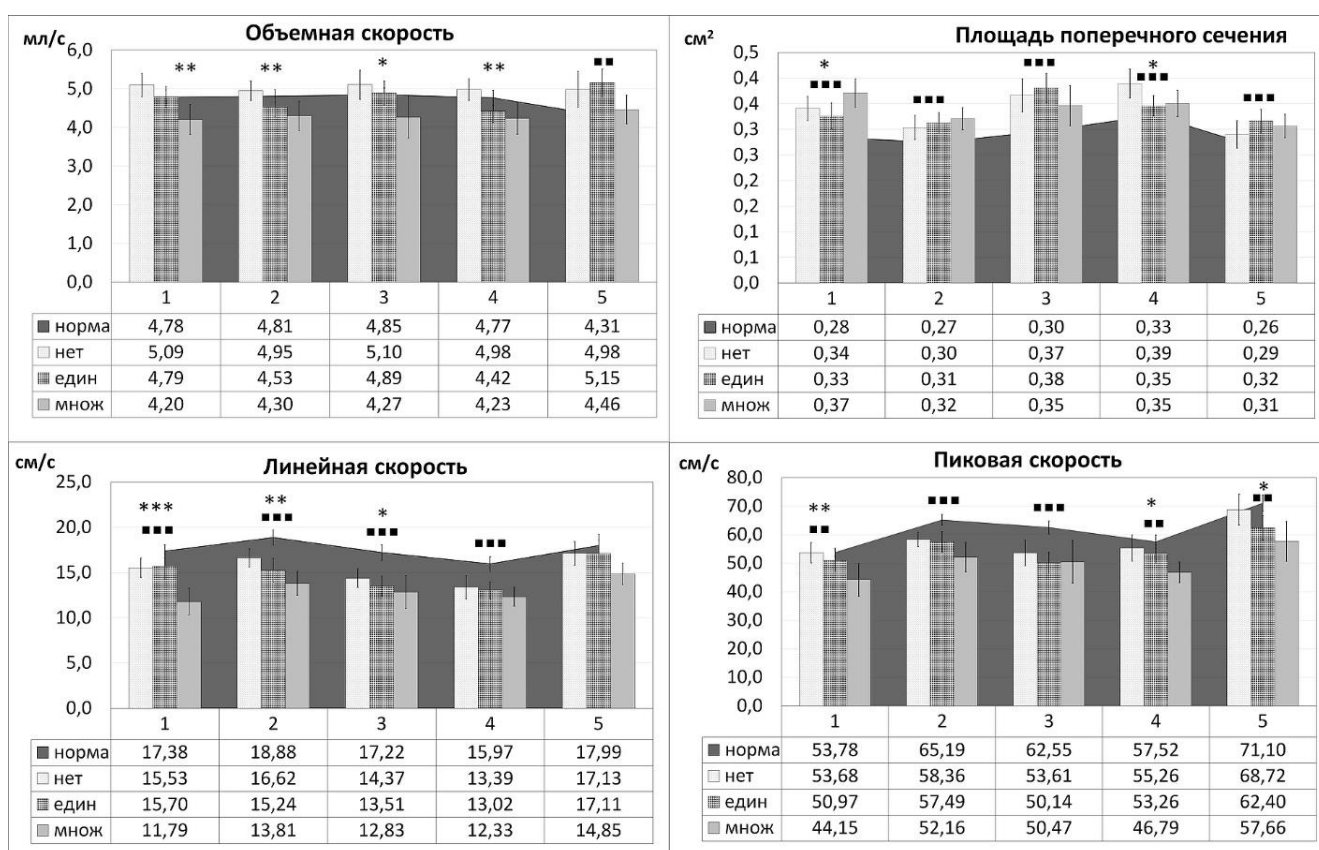 мл/с
Объемная скорость
6,0
5,0
4,0
3,0
2,0
1,0
0,0
** ** * ** ▪▪
1 2 3 4 5
норма 4,78 4,81 4,85 4,77 4,31
нет 5,09 4,95 5,10 4,98 4,98
един 4,79 4,53 4,89 4,42 5,15
множ 4,20 4,30 4,27 4,23 4,46
см²
Площадь поперечного сечения
0,5
0,4
0,4
0,3
0,3
0,2
0,2
0,1
0,1
0,0
* *
▪▪▪ ▪▪▪ ▪▪▪ ▪▪▪ ▪▪▪
1 2 3 4 5
норма 0,28 0,27 0,30 0,33 0,26
нет 0,34 0,30 0,37 0,39 0,29
един 0,33 0,31 0,38 0,35 0,32
множ 0,37 0,32 0,35 0,35 0,31
см/с
Линейная скорость
25,0
20,0
15,0
10,0
5,0
0,0
*** ** *
▪▪▪ ▪▪▪ ▪▪▪ ▪▪▪
1 2 3 4 5
норма 17,38 18,88 17,22 15,97 17,99
нет 15,53 16,62 14,37 13,39 17,13
един 15,70 15,24 13,51 13,02 17,11
множ 11,79 13,81 12,83 12,33 14,85
см/с
Пиковая скорость
80,0
70,0
60,0
50,0
40,0
30,0
20,0
10,0
0,0
** * *
▪▪ ▪▪▪ ▪▪▪ ▪▪ ▪▪
1 2 3 4 5
норма 53,78 65,19 62,55 57,52 71,10
нет 53,68 58,36 53,61 55,26 68,72
един 50,97 57,49 50,14 53,26 62,40
множ 44,15 52,16 50,47 46,79 57,66